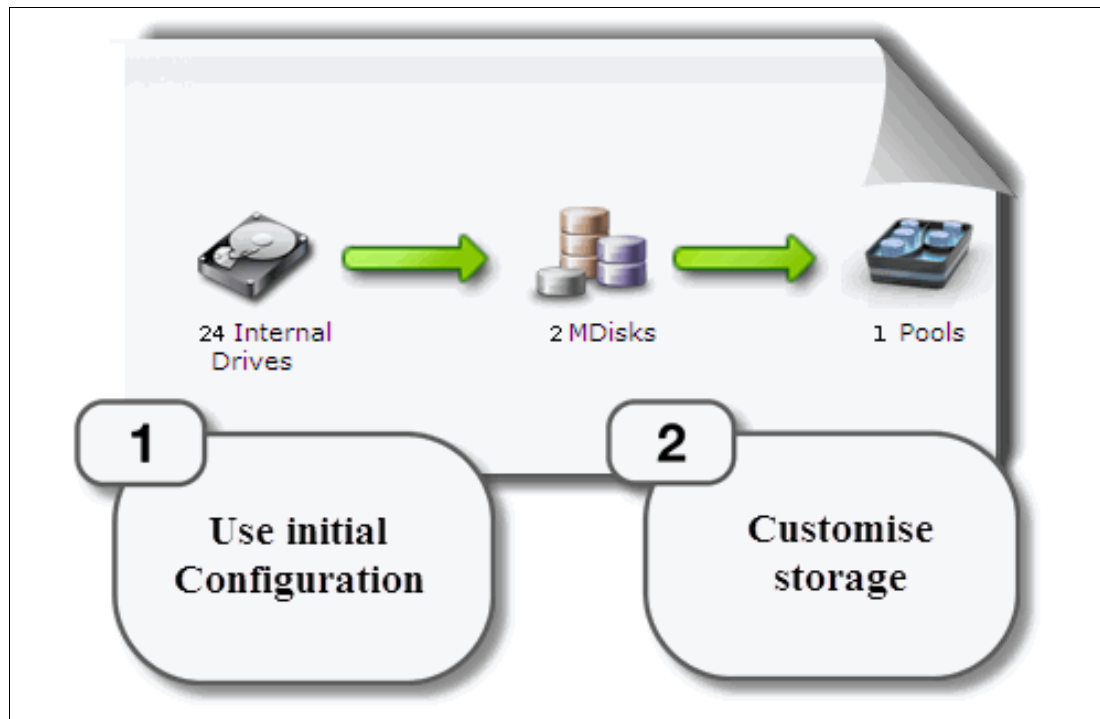 24 Internal
Drives
2 MDisks
1 Pools
1
Use initial
Configuration
2
Customise
storage